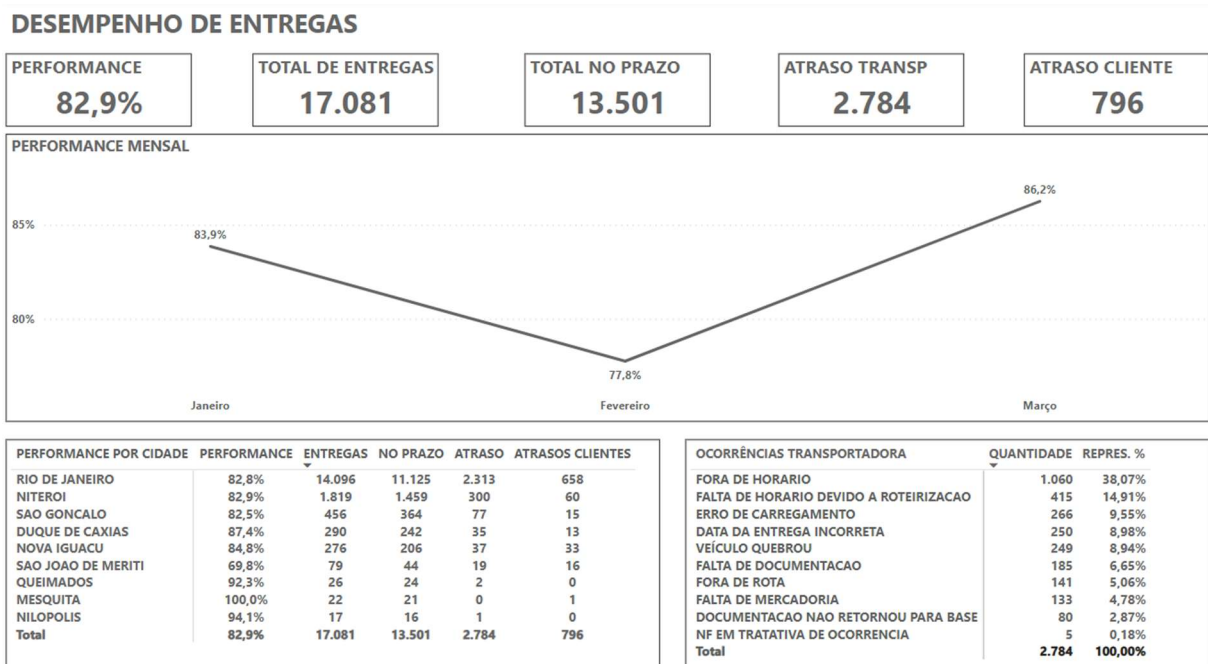 DESEMPENHO DE ENTREGAS
PERFORMANCE
82,9%
TOTAL DE ENTREGAS
17.081
TOTAL NO PRAZO
13.501
ATRASO TRANSP
2.784
ATRASO CLIENTE
796
PERFORMANCE MENSAL
86,2%
85%
83,9%
80%
77,8%
Janeiro Fevereiro Março
PERFORMANCE POR CIDADE PERFORMANCE ENTREGAS NO PRAZO ATRASO ATRASOS CLIENTES
RIO DE JANEIRO 82,8% 14.096 11.125 2.313 658
NITEROI 82,9% 1.819 1.459 300 60
SAO GONCALO 82,5% 456 364 77 15
DUQUE DE CAXIAS 87,4% 290 242 35 13
NOVA IGUACU 84,8% 276 206 37 33
SAO JOAO DE MERITI 69,8% 79 44 19 16
QUEIMADOS 92,3% 26 24 2 0
MESQUITA 100,0% 22 21 0 1
NILOPOLIS 94,1% 17 16 1 0
Total 82,9% 17.081 13.501 2.784 796
OCORRÊNCIAS TRANSPORTADORA QUANTIDADE REPRES. %
FORA DE HORARIO 1.060 38,07%
FALTA DE HORARIO DEVIDO A ROTEIRIZACAO 415 14,91%
ERRO DE CARREGAMENTO 266 9,55%
DATA DA ENTREGA INCORRETA 250 8,98%
VEÍCULO QUEBROU 249 8,94%
FALTA DE DOCUMENTACAO 185 6,65%
FORA DE ROTA 141 5,06%
FALTA DE MERCADORIA 133 4,78%
DOCUMENTACAO NAO RETORNOU PARA BASE 80 2,87%
NF EM TRATATIVA DE OCORRENCIA 5 0,18%
Total 2.784 100,00%